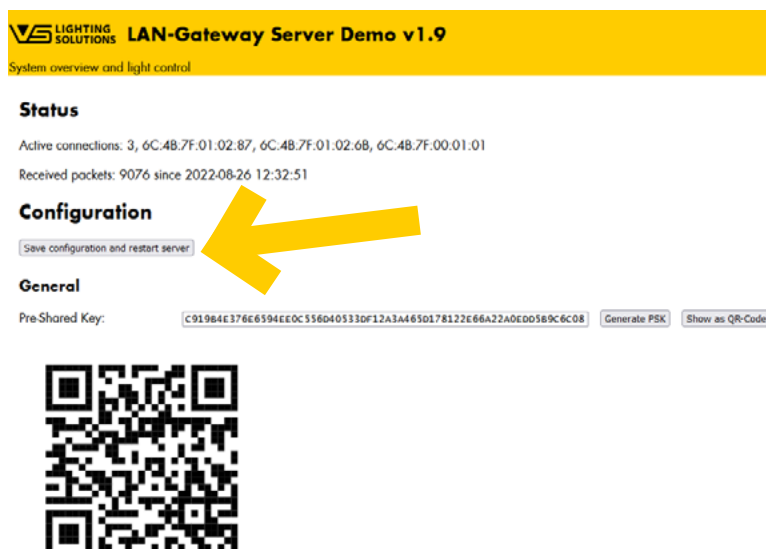 VS LIGHTING SOLUTIONS LAN-Gateway Server Demo v1.9
System overview and light control
Status
Active connections: 3, 6C:4B:7F:01:02:87, 6C:4B:7F:01:02:6B, 6C:4B:7F:00:01:01
Received packets: 9076 since 2022-08-26 12:32:51
Configuration
Save configuration and restart server
General
Pre-Shared Key: C919B4E376E6594EE0C556D40533DF12A3A465D178122E66A22A0EDD5B9C6C08 Generate PSK Show as QR-Code